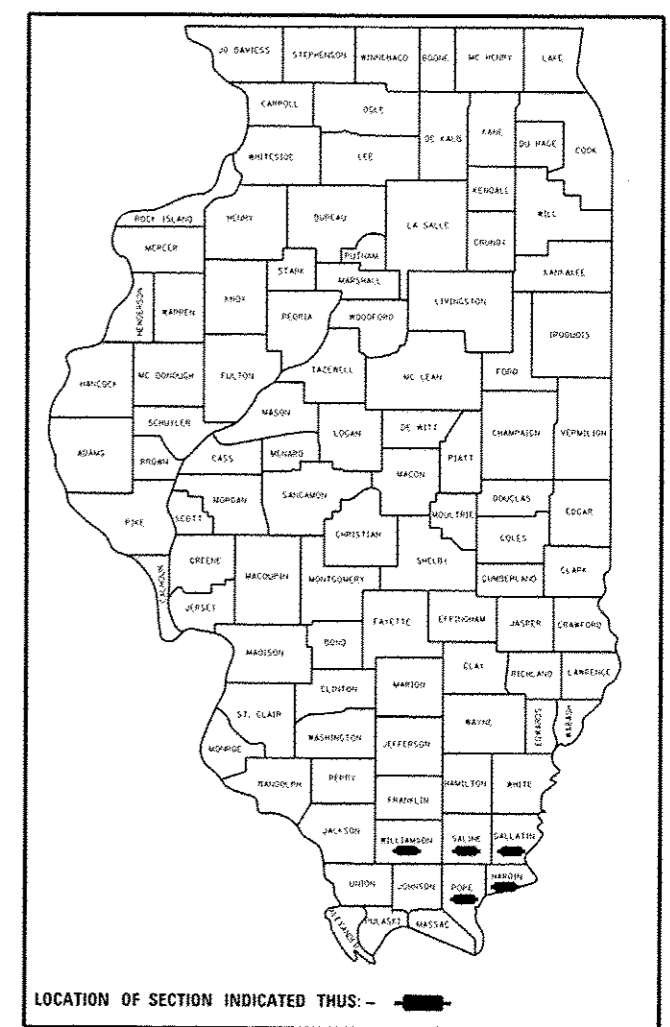 JO DAVIESS STEPHENSON WINNEBAGO BOONE MC HENRY LAKE
CARROLL OGLE DE KALB KANE DU PAGE COOK
WHITESIDE LEE KENDALL WILL
ROCK ISLAND HENRY BUREAU LA SALLE GRUNDY
MERCER PUTNAM KANKAKEE
STARK MARSHALL
HENDERSON WARREN KNOX PEORIA WOODFORD LIVINGSTON IROQUOIS
HANCOCK MC DONOUGH FULTON TAZEWELL MC LEAN FORD
SCHUYLER MASON LOGAN DE WITT CHAMPAIGN VERMILION
ADAMS BROWN CASS MENARD MACON PIATT
PIKE SCOTT MORGAN SANGAMON MOULTRIE DOUGLAS EDGAR
CHRISTIAN COLES
CALHOUN GREENE MACOUPIN MONTGOMERY SHELBY CUMBERLAND CLARK
JERSEY FAYETTE EFFINGHAM JASPER CRAWFORD
MADISON BOND CLAY RICHLAND LAWRENCE
CLINTON MARION
ST. CLAIR WAYNE EDWARDS WABASH
MONROE WASHINGTON JEFFERSON
RANDOLPH PERRY HAMILTON WHITE
FRANKLIN
JACKSON WILLIAMSON SALINE GALLATIN
UNION JOHNSON POPE HARDIN
ALEXANDER PULASKI MASSAC
LOCATION OF SECTION INDICATED THUS: -